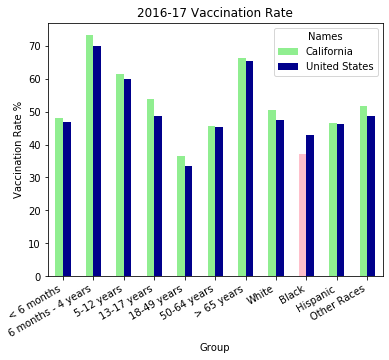 2016-17 Vaccination Rate
Names
California
United States
Vaccination Rate %
70
60
50
40
30
20
10
0
< 6 months
6 months - 4 years
5-12 years
13-17 years
18-49 years
50-64 years
> 65 years
White
Black
Hispanic
Other Races
Group